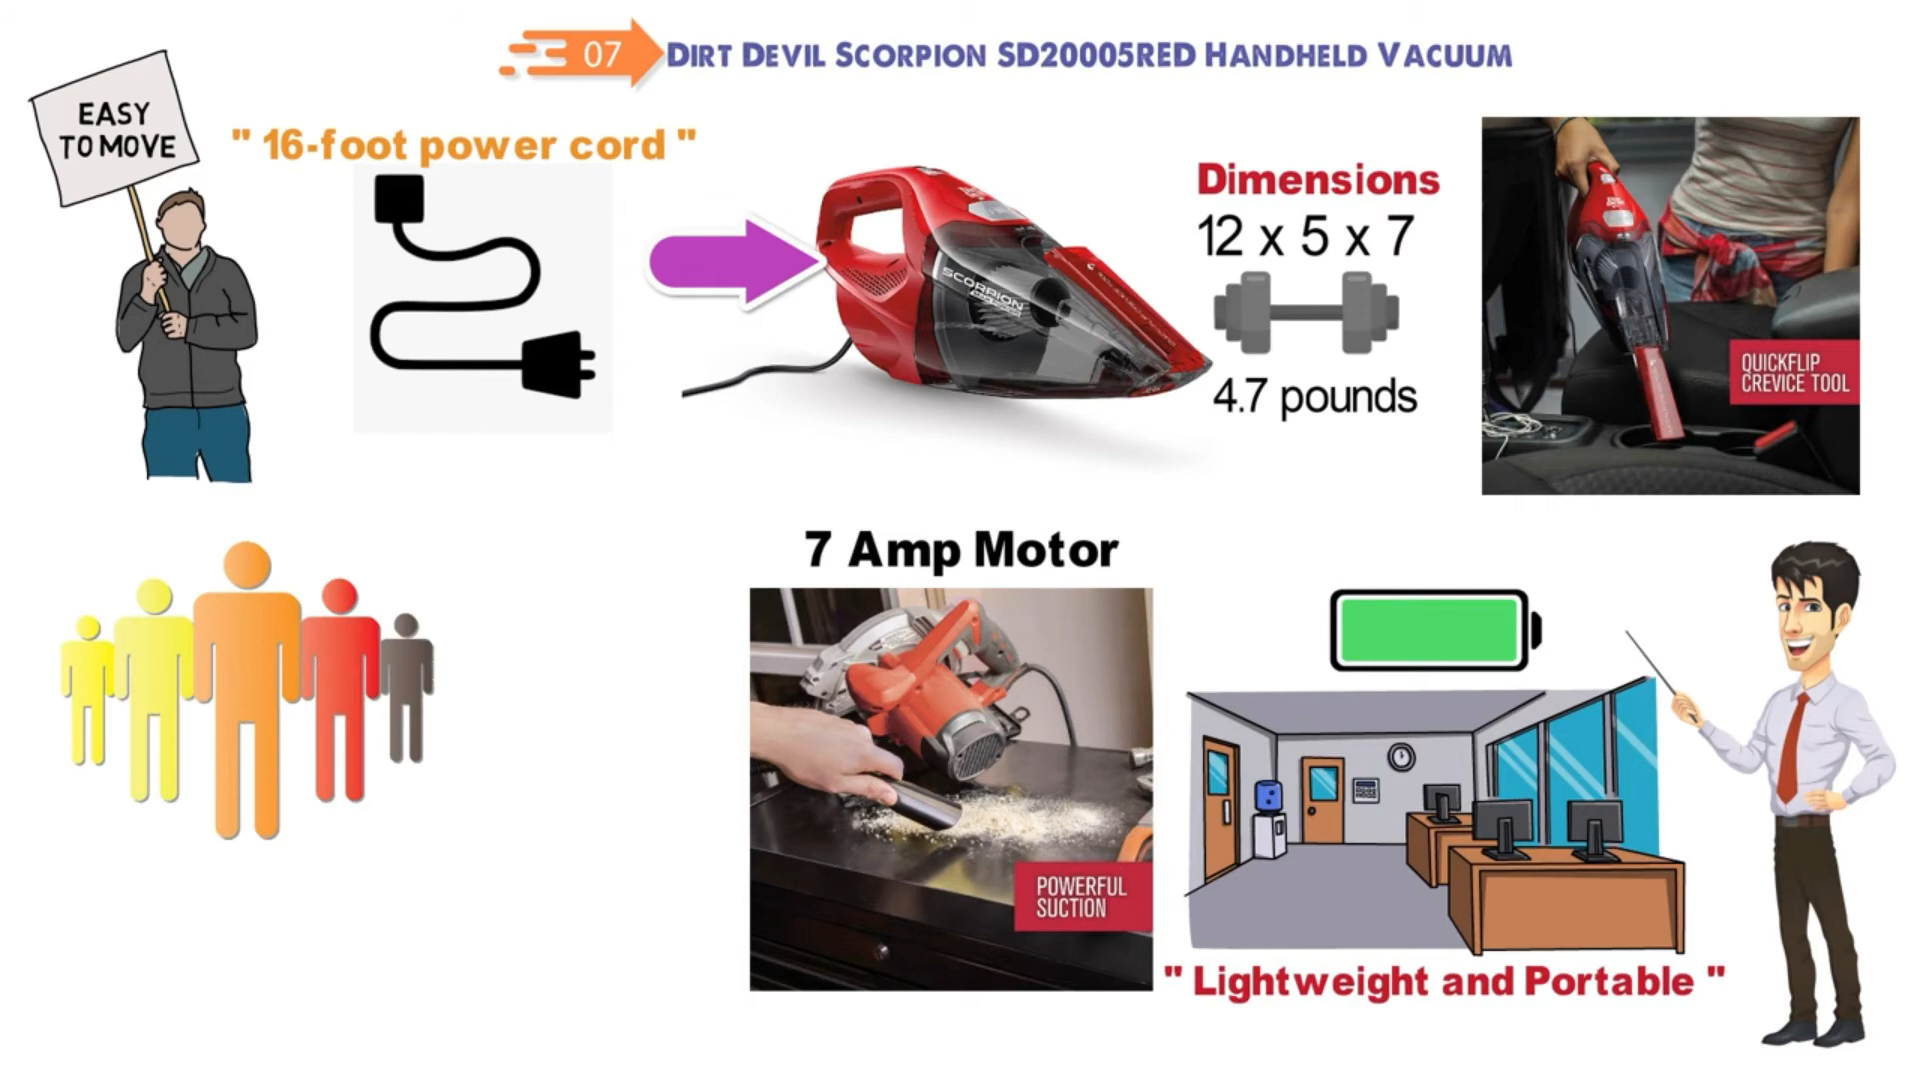 07
DIRT DEVIL SCORPION SD20005RED HANDHELD VACUUM
EASY
TO MOVE
" 16-foot power cord "
SCORPION
Dimensions
12 x 5 x 7
4.7 pounds
QUICKFLIP
CREVICE TOOL
7 Amp Motor
POWERFUL
SUCTION
" Lightweight and Portable "